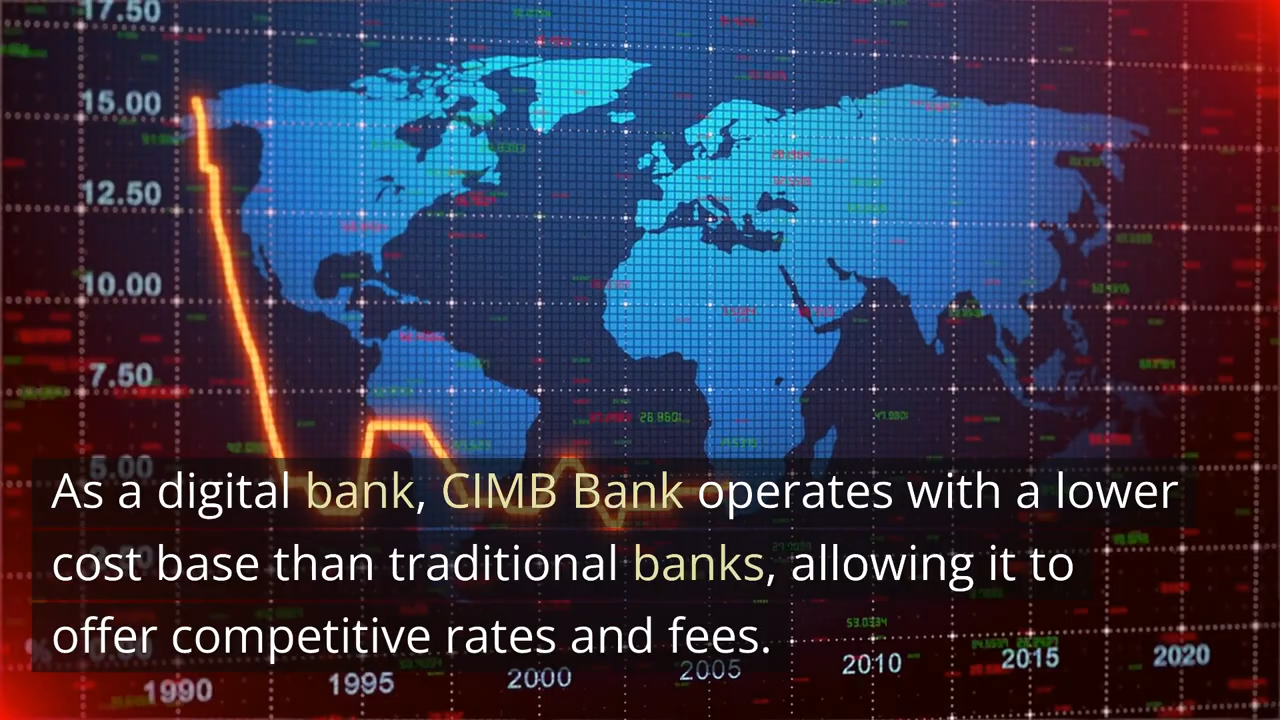 17.50
15.00
12.50
10.00
7.50
5.00
As a digital bank, CIMB Bank operates with a lower
cost base than traditional banks, allowing it to
offer competitive rates and fees.
53.0334
1990 1995 2000 2005 2010 2015 2020